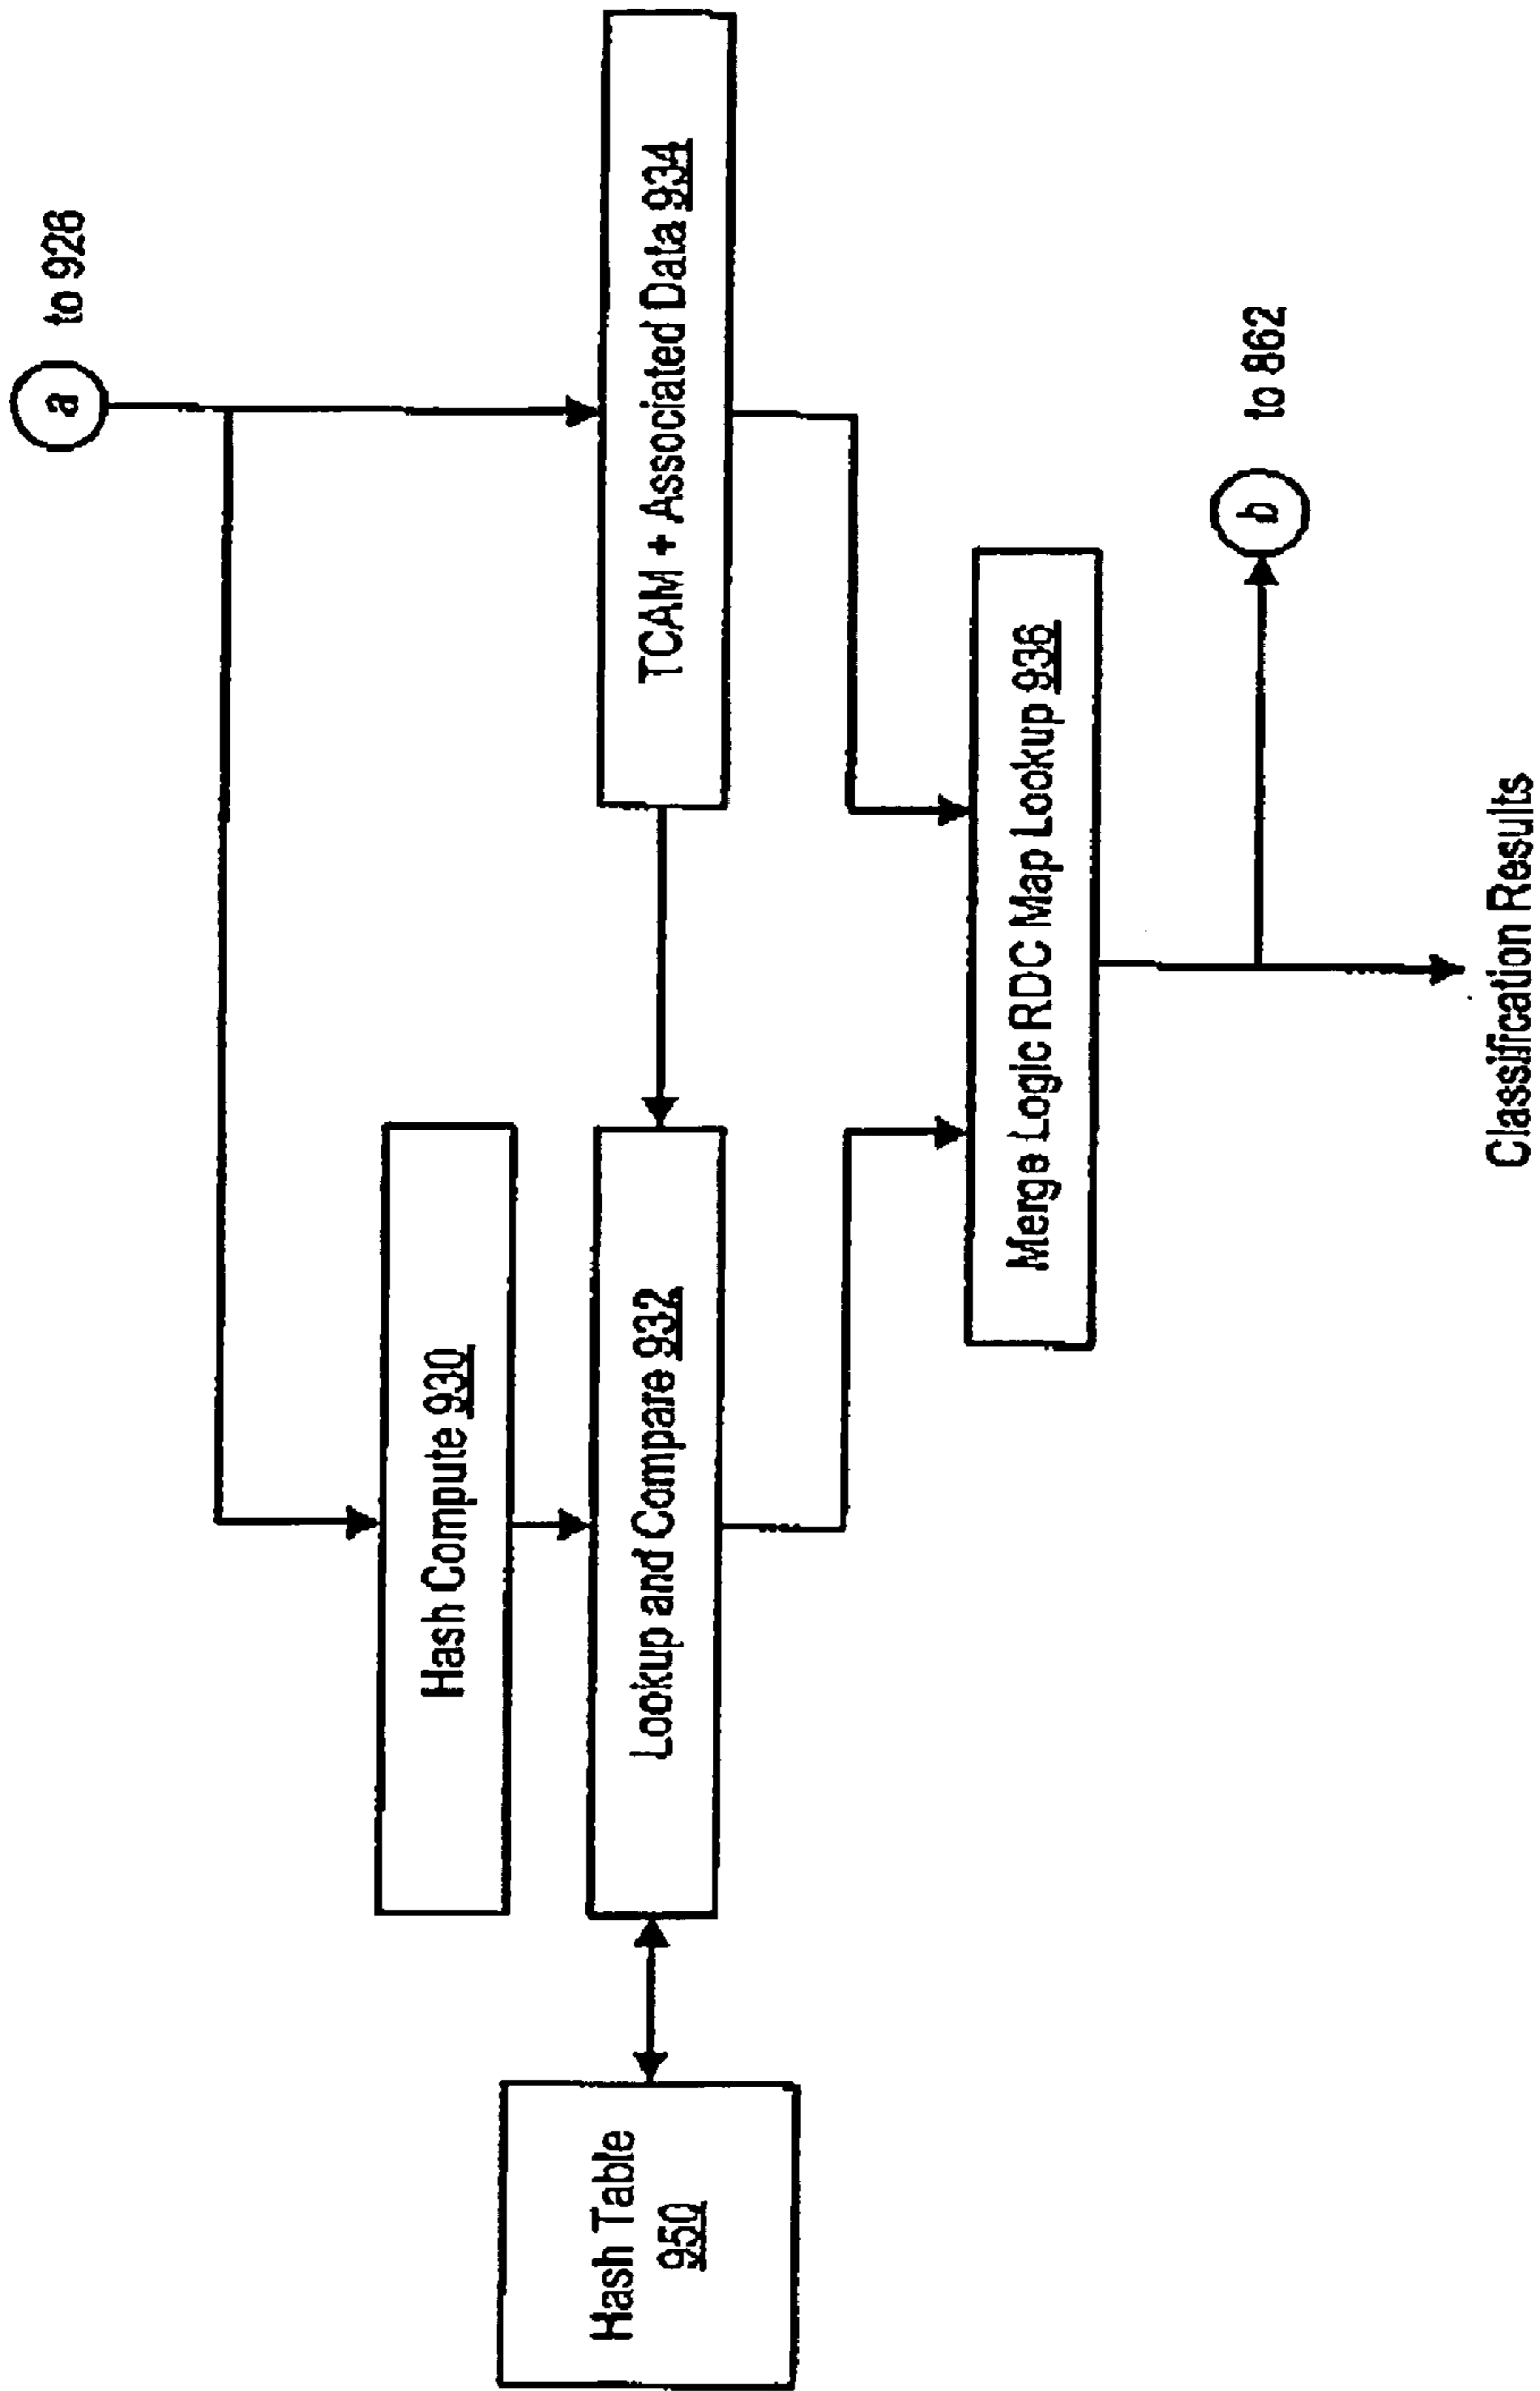 a
to 928
Hash Compute 930
Hash Table
950
Lookup and Compare 932
TCAM + Associated Data 934
Merge Logic RDC Map Lookup 936
b
to 862
Classification Results